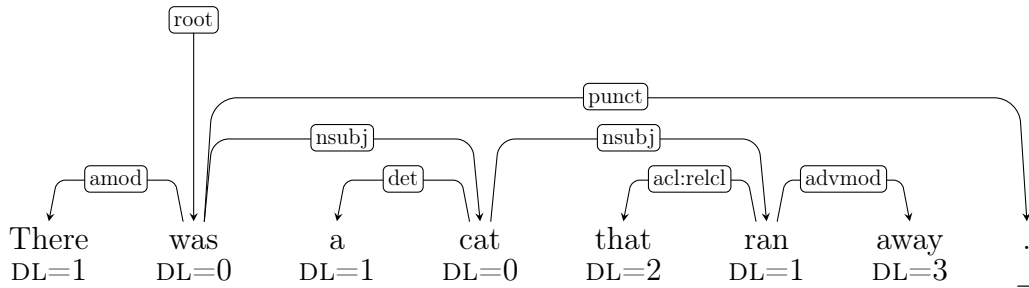 root
punct
nsubj nsubj
amod det acl:relcl advmod
There was a cat that ran away .
DL=1 DL=0 DL=1 DL=0 DL=2 DL=1 DL=3 _